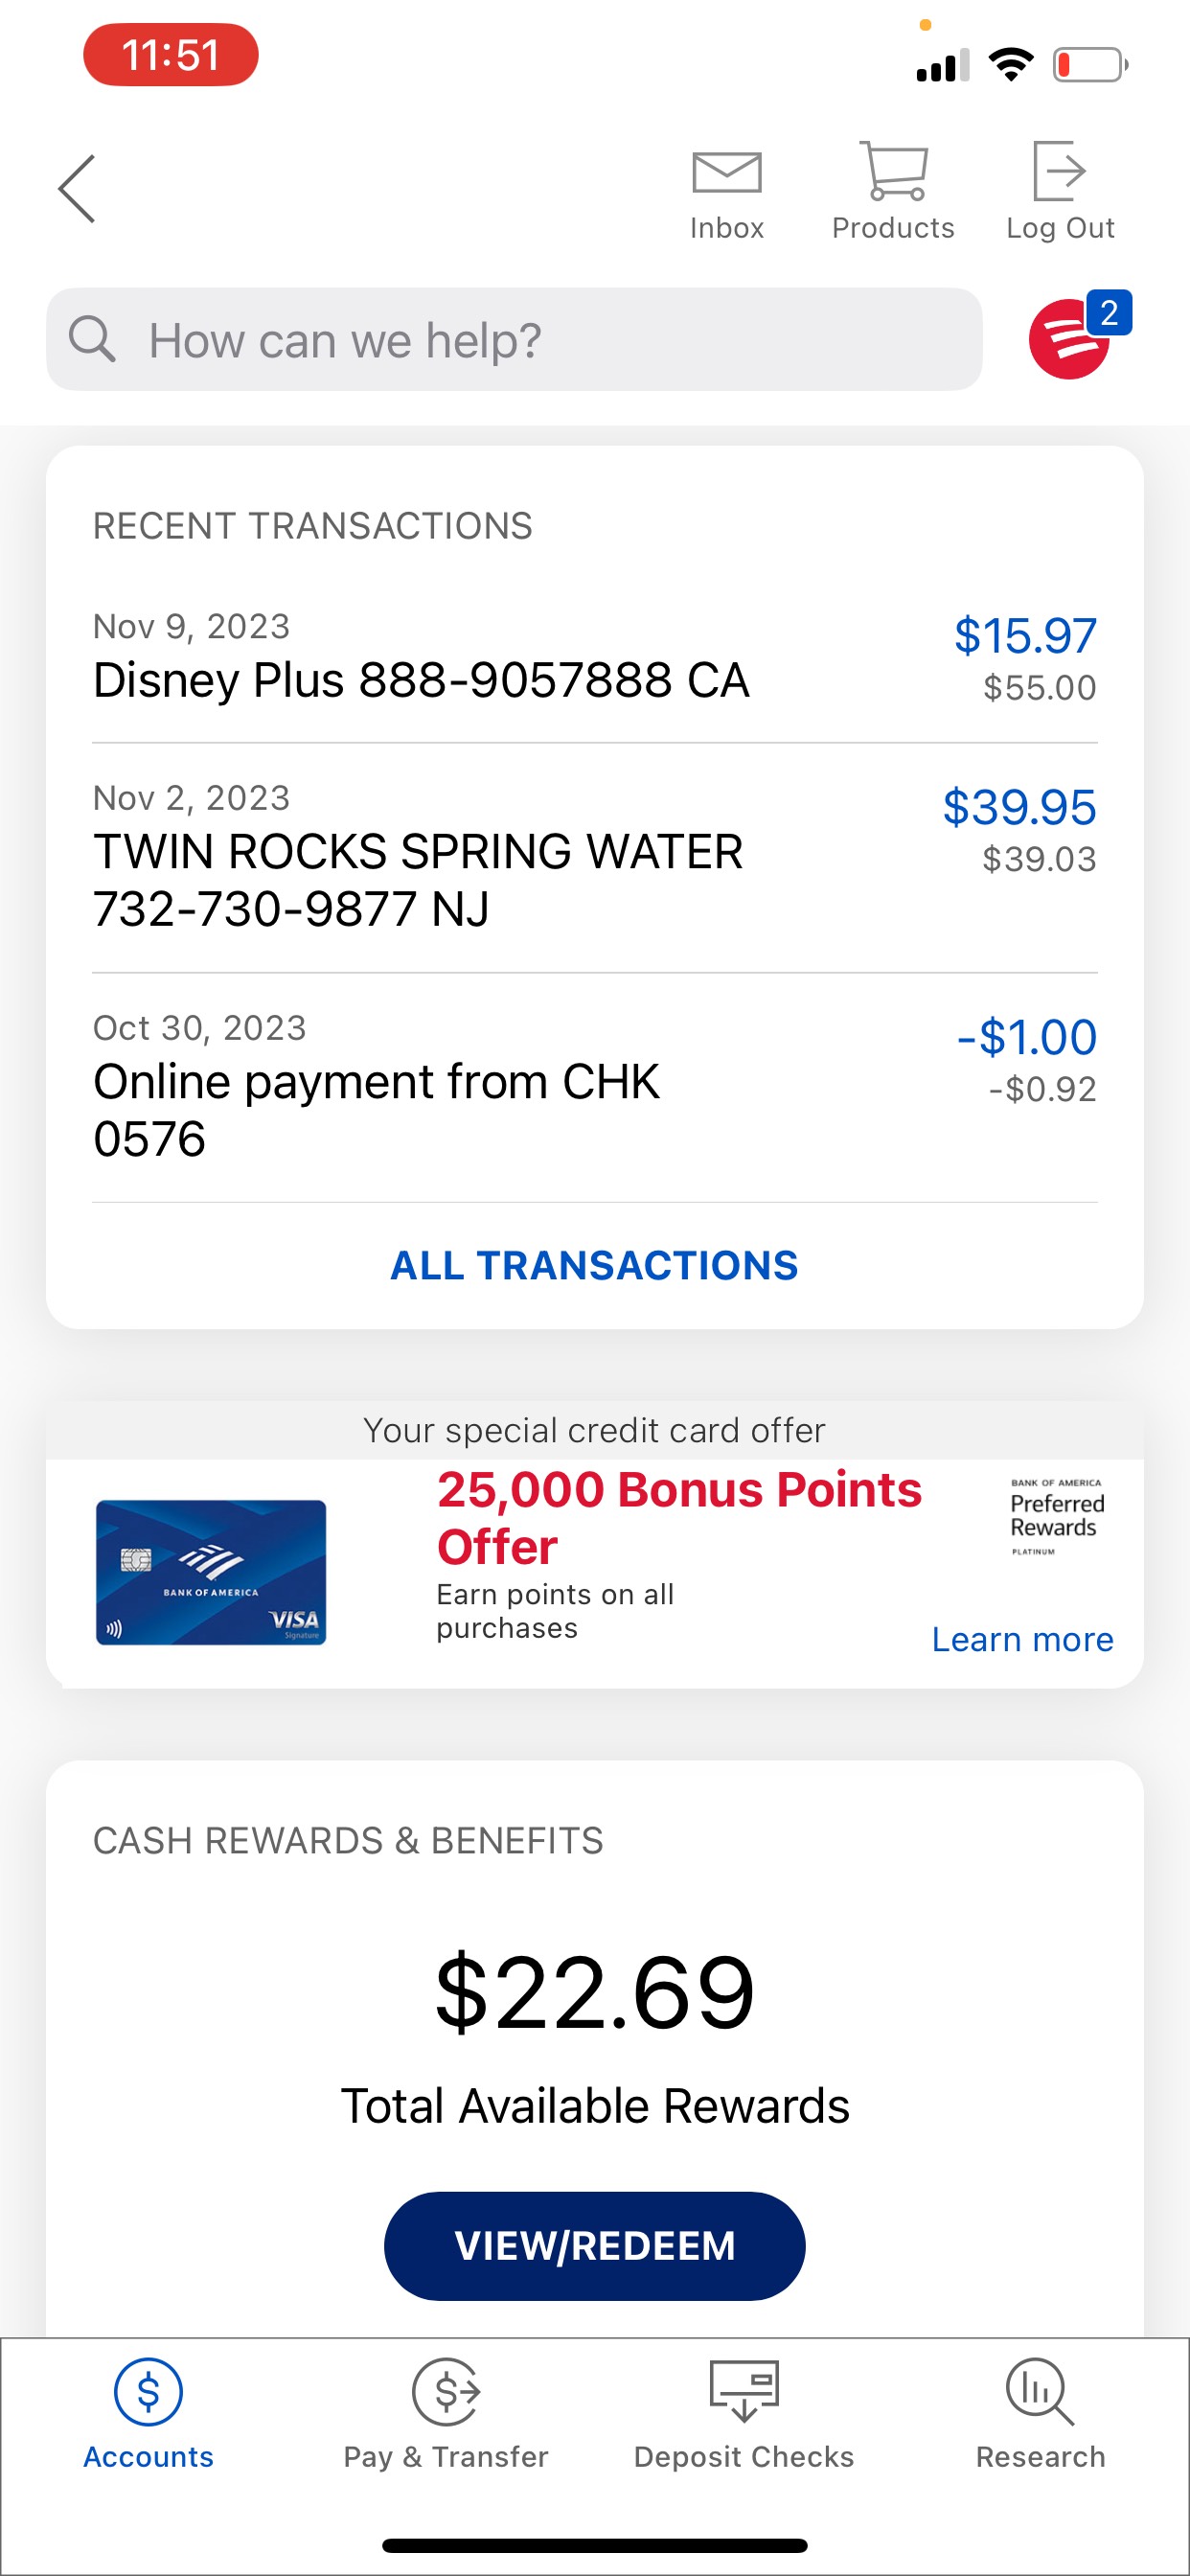 11:51
Inbox
Products
Log Out
How can we help?
2
RECENT TRANSACTIONS
Nov 9, 2023
$15.97
Disney Plus 888-9057888 CA
$55.00
Nov 2, 2023
$39.95
TWIN ROCKS SPRING WATER
$39.03
732-730-9877 NJ
Oct 30, 2023
-$1.00
Online payment from CHK
-$0.92
0576
ALL TRANSACTIONS
Your special credit card offer
25,000 Bonus Points
Offer
Earn points on all
purchases
BANK OF AMERICA
VISA
Signature
BANK OF AMERICA
Preferred
Rewards
PLATINUM
Learn more
CASH REWARDS & BENEFITS
$22.69
Total Available Rewards
VIEW/REDEEM
Accounts
Pay & Transfer
Deposit Checks
Research